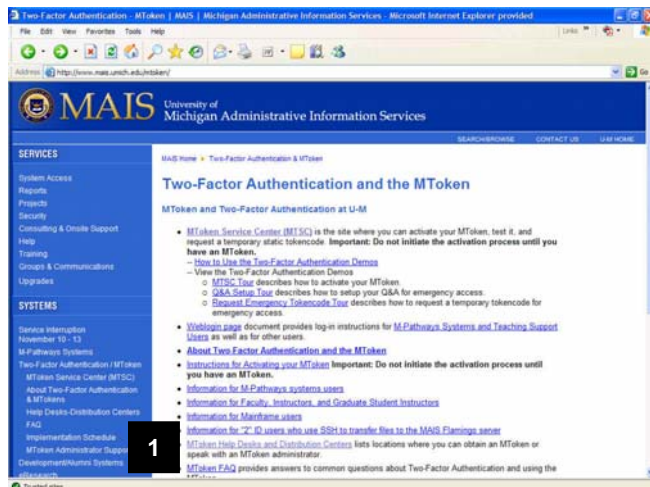 Two-Factor Authentication - MToken | MAIS | Michigan Administrative Information Services - Microsoft Internet Explorer provided
File Edit View Favorites Tools Help
Links
Address http://www.mais.umich.edu/mtoken/ Go
MAIS University of
Michigan Administrative Information Services
SEARCH/BROWSE CONTACT US U-M HOME
SERVICES
System Access
Reports
Projects
Security
Consulting & Onsite Support
Help
Training
Groups & Communications
Upgrades
SYSTEMS
Service Interruption
November 10 - 13
M-Pathways Systems
Two-Factor Authentication / MToken
MToken Service Center (MTSC)
About Two-Factor Authentication
& MTokens
Help Desks-Distribution Centers
FAQ
Implementation Schedule
MToken Administrator Suppo
Development/Alumni Systems
eResearch
1
MAIS Home > Two-Factor Authentication & MToken
Two-Factor Authentication and the MToken
MToken and Two-Factor Authentication at U-M
• MToken Service Center (MTSC) is the site where you can activate your MToken, test it, and
request a temporary static tokencode. Important: Do not initiate the activation process until you
have an MToken.
– How to Use the Two-Factor Authentication Demos
– View the Two-Factor Authentication Demos
o MTSC Tour describes how to activate your MToken.
o Q&A Setup Tour describes how to setup your Q&A for emergency access.
o Request Emergency Tokencode Tour describes how to request a temporary tokencode for
emergency access.
• Weblogin page document provides log-in instructions for M-Pathways Systems and Teaching Support
Users as well as for other users.
• About Two Factor Authentication and the MToken
• Instructions for Activating your MToken Important: Do not initiate the activation process until
you have an MToken.
• Information for M-Pathways systems users
• Information for Faculty, Instructors, and Graduate Student Instructors
• Information for Mainframe users
• Information for "2" ID users who use SSH to transfer files to the MAIS Flamingo server
• MToken Help Desks and Distribution Centers lists locations where you can obtain an MToken or
speak with an MToken administrator.
• MToken FAQ provides answers to common questions about Two-Factor Authentication and using the
MToken.
Trusted sites